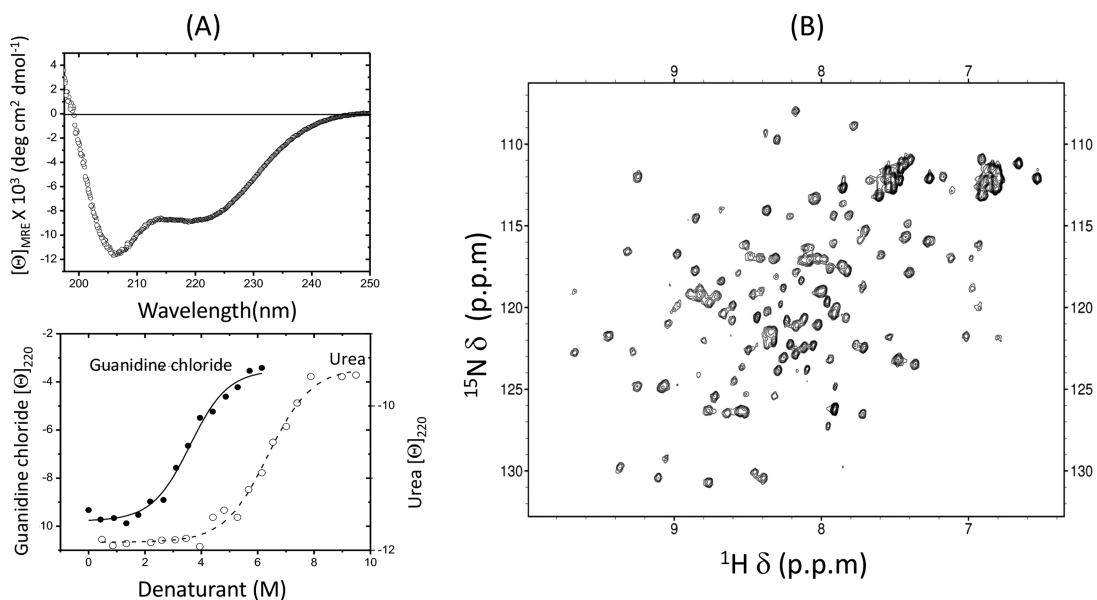 (A)
(B)
[Θ]MRE X 10³ (deg cm² dmol⁻¹)
4
2
0
-2
-4
-6
-8
-10
-12
200 210 220 230 240 250
Wavelength(nm)
Guanidine chloride [Θ]220
-2
-4
-6
-8
10
Guanidine chloride
Urea
-10
-12
Urea [Θ]220
0 2 4 6 8 10
Denaturant (M)
9 8 7
110 110
115 115
120 120
125 125
130 130
¹⁵N δ (p.p.m)
9 8 7
¹H δ (p.p.m)